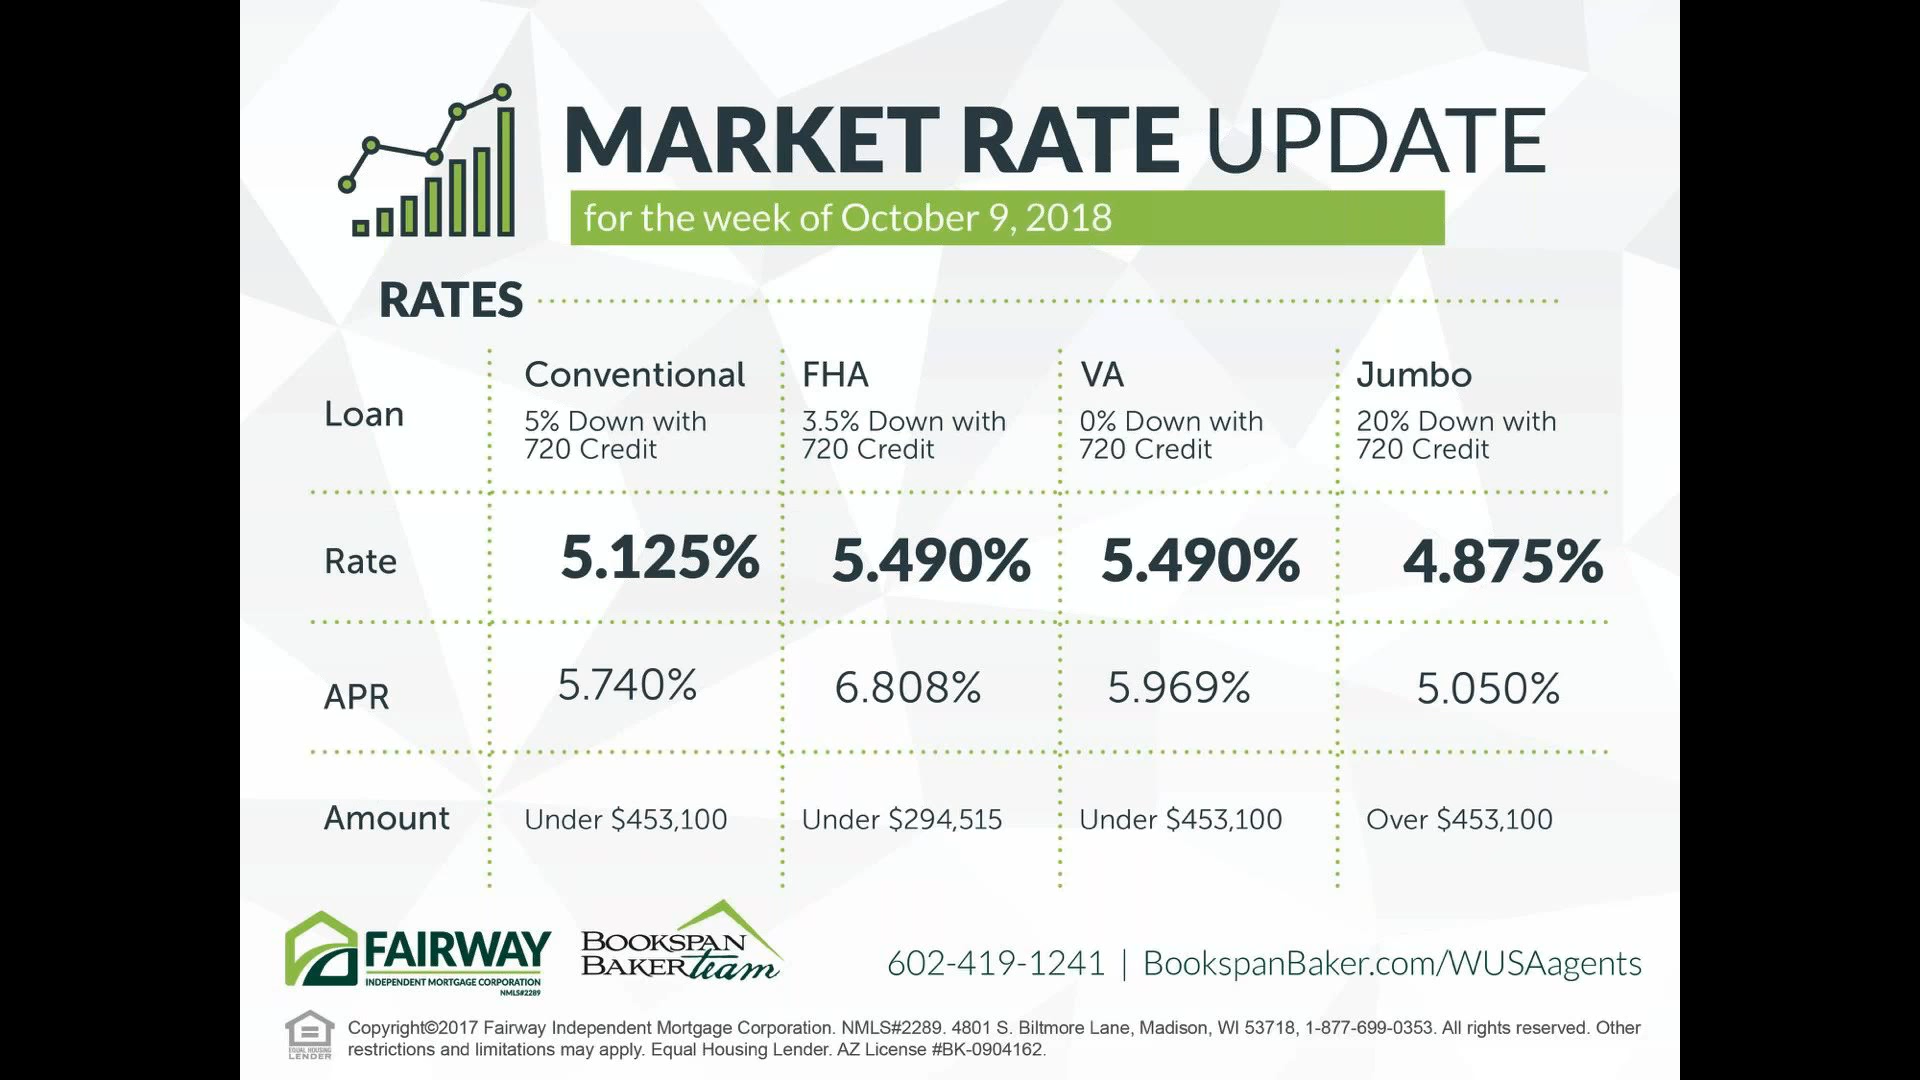 MARKET RATE UPDATE
for the week of October 9, 2018
RATES
Loan
Conventional
5% Down with
720 Credit
FHA
3.5% Down with
720 Credit
VA
0% Down with
720 Credit
Jumbo
20% Down with
720 Credit
Rate 5.125% 5.490% 5.490% 4.875%
APR 5.740% 6.808% 5.969% 5.050%
Amount Under $453,100 Under $294,515 Under $453,100 Over $453,100
FAIRWAY
INDEPENDENT MORTGAGE CORPORATION
NMLS#2289
BOOKSPAN
BAKER team
602-419-1241 | BookspanBaker.com/WUSAagents
EQUAL HOUSING
LENDER
Copyright©2017 Fairway Independent Mortgage Corporation. NMLS#2289. 4801 S. Biltmore Lane, Madison, WI 53718, 1-877-699-0353. All rights reserved. Other
restrictions and limitations may apply. Equal Housing Lender. AZ License #BK-0904162.